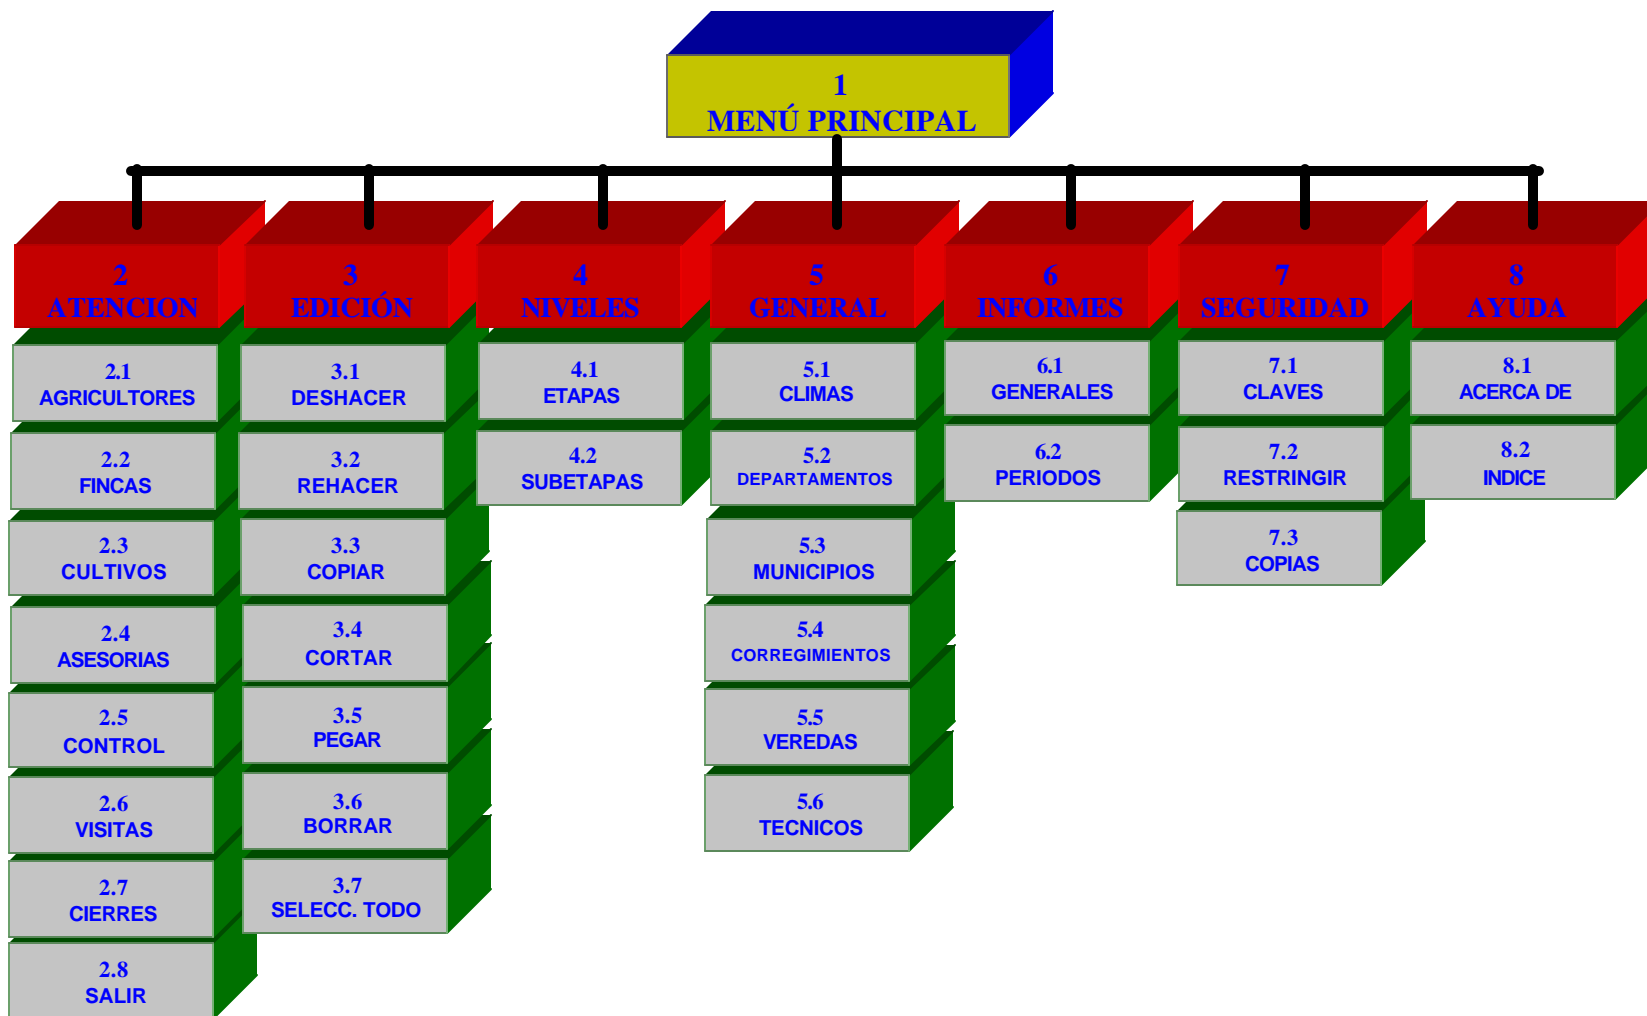 1
MENÚ PRINCIPAL
2
ATENCION
3
EDICIÓN
4
NIVELES
5
GENERAL
6
INFORMES
7
SEGURIDAD
8
AYUDA
2.1
AGRICULTORES
2.2
FINCAS
2.3
CULTIVOS
2.4
ASESORIAS
2.5
CONTROL
2.6
VISITAS
2.7
CIERRES
2.8
SALIR
3.1
DESHACER
3.2
REHACER
3.3
COPIAR
3.4
CORTAR
3.5
PEGAR
3.6
BORRAR
3.7
SELECC. TODO
4.1
ETAPAS
4.2
SUBETAPAS
5.1
CLIMAS
5.2
DEPARTAMENTOS
5.3
MUNICIPIOS
5.4
CORREGIMIENTOS
5.5
VEREDAS
5.6
TECNICOS
6.1
GENERALES
6.2
PERIODOS
7.1
CLAVES
7.2
RESTRINGIR
7.3
COPIAS
8.1
ACERCA DE
8.2
INDICE